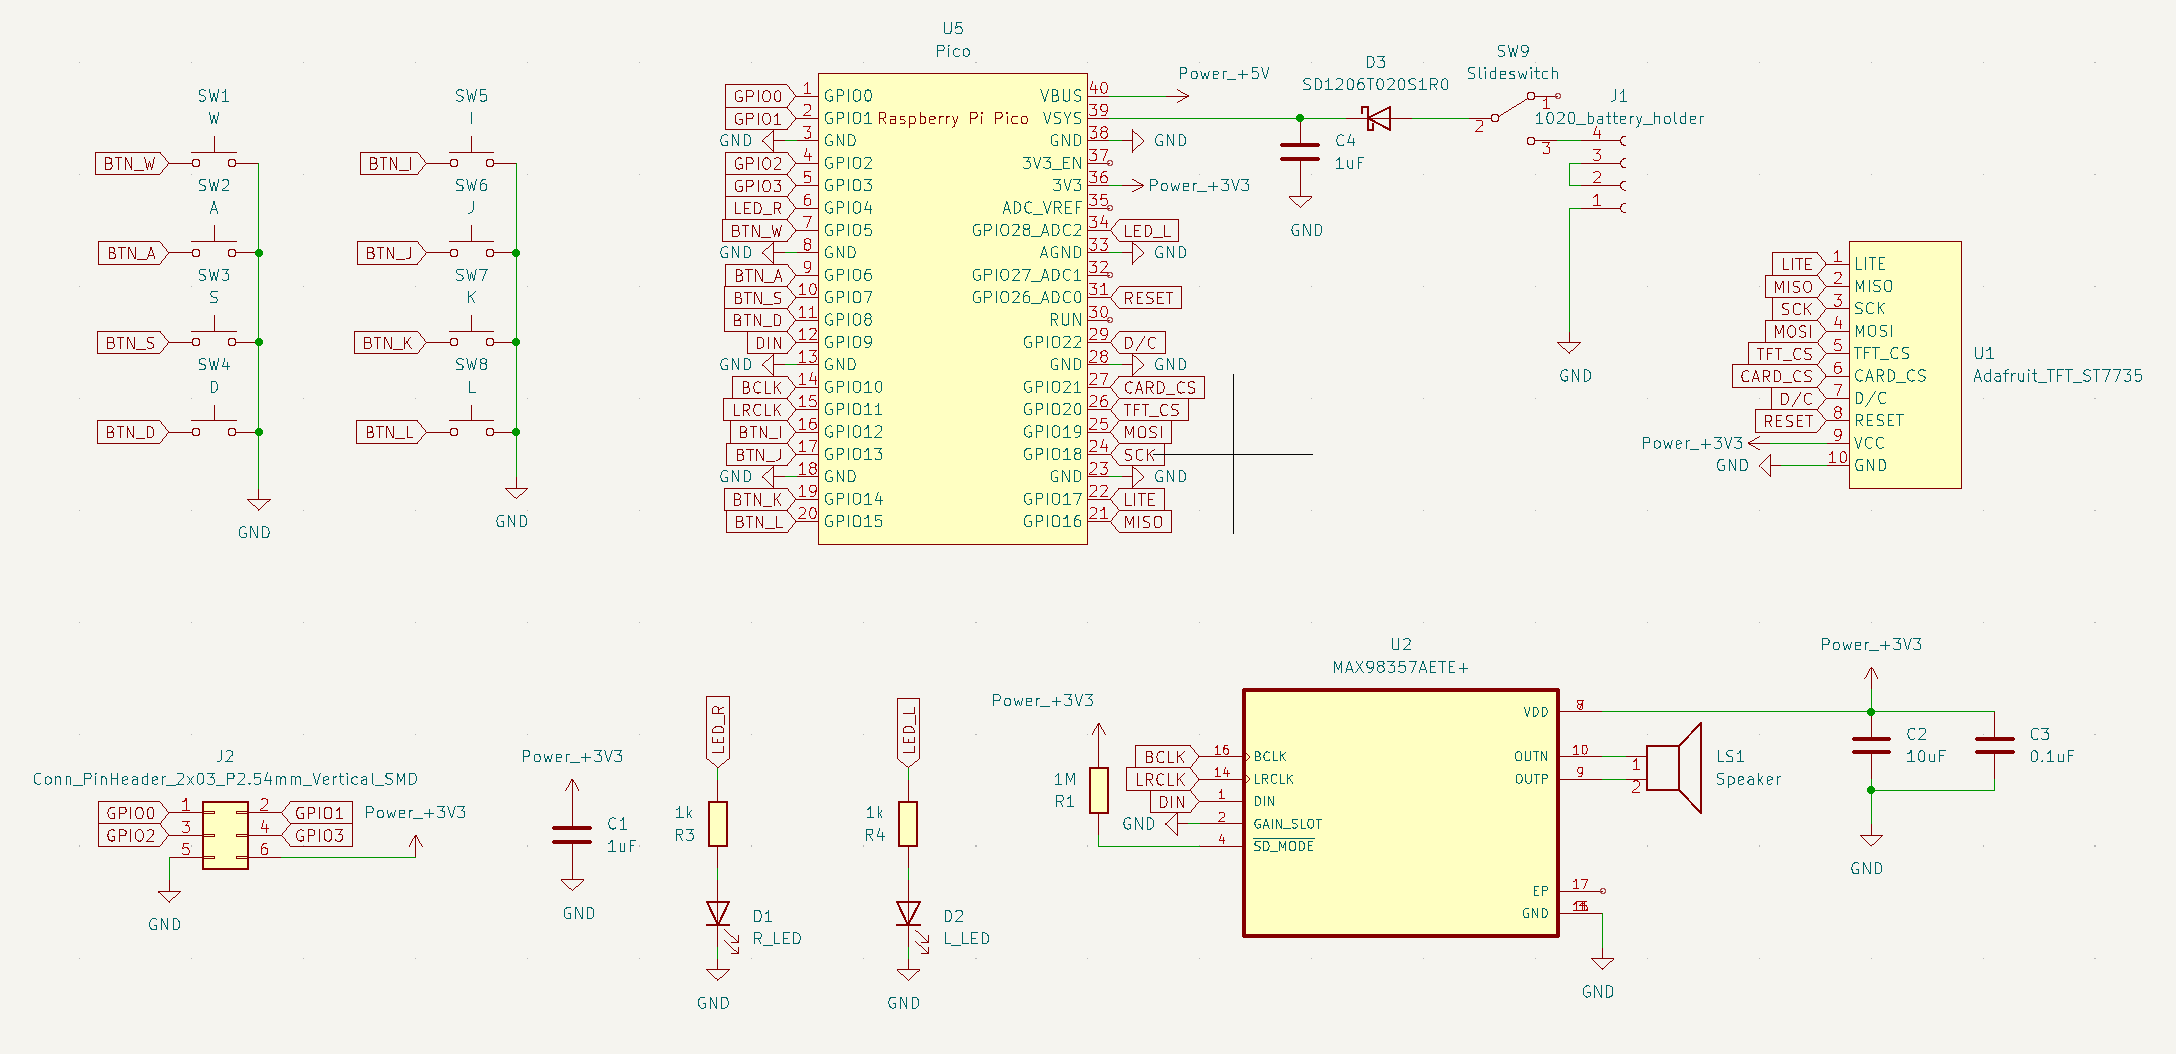 SW1
W
BTN_W
SW2
A
BTN_A
SW3
S
BTN_S
SW4
D
BTN_D
GND
SW5
I
BTN_I
SW6
J
BTN_J
SW7
K
BTN_K
SW8
L
BTN_L
GND
U5
Pico
Raspberry Pi Pico
GPIO0 1 GPIO0
GPIO1 2 GPIO1
GND 3 GND
GPIO2 4 GPIO2
GPIO3 5 GPIO3
LED_R 6 GPIO4
BTN_W 7 GPIO5
GND 8 GND
BTN_A 9 GPIO6
BTN_S 10 GPIO7
BTN_D 11 GPIO8
DIN 12 GPIO9
GND 13 GND
BCLK 14 GPIO10
LRCLK 15 GPIO11
BTN_I 16 GPIO12
BTN_J 17 GPIO13
GND 18 GND
BTN_K 19 GPIO14
BTN_L 20 GPIO15
VBUS 40 Power_+5V
VSYS 39
GND 38 GND
3V3_EN 37
3V3 36 Power_+3V3
ADC_VREF 35
GPIO28_ADC2 34 LED_L
AGND 33 GND
GPIO27_ADC1 32
GPIO26_ADC0 31 RESET
RUN 30
GPIO22 29 D/C
GND 28 GND
GPIO21 27 CARD_CS
GPIO20 26 TFT_CS
GPIO19 25 MOSI
GPIO18 24 SCK
GND 23 GND
GPIO17 22 LITE
GPIO16 21 MISO
C4
1uF
GND
D3
SD1206T020S1R0
SW9
Slideswitch
1
2
3
J1
1020_battery_holder
4
3
2
1
GND
LITE 1 LITE
MISO 2 MISO
SCK 3 SCK
MOSI 4 MOSI
TFT_CS 5 TFT_CS
CARD_CS 6 CARD_CS
D/C 7 D/C
RESET 8 RESET
Power_+3V3 9 VCC
GND 10 GND
U1
Adafruit_TFT_ST7735
J2
Conn_PinHeader_2x03_P2.54mm_Vertical_SMD
GPIO0 1 2 GPIO1
GPIO2 3 4 GPIO3
5 6
Power_+3V3
GND
Power_+3V3
C1
1uF
GND
LED_R
1k
R3
D1
R_LED
GND
LED_L
1k
R4
D2
L_LED
GND
U2
MAX98357AETE+
Power_+3V3
1M
R1
BCLK 16 BCLK
LRCLK 14 LRCLK
DIN 1 DIN
GND 2 GAIN_SLOT
4 SD_MODE
VDD
OUTN 10
OUTP 9
EP 17
GND
GND
1
2
LS1
Speaker
Power_+3V3
C2
10uF
C3
0.1uF
GND